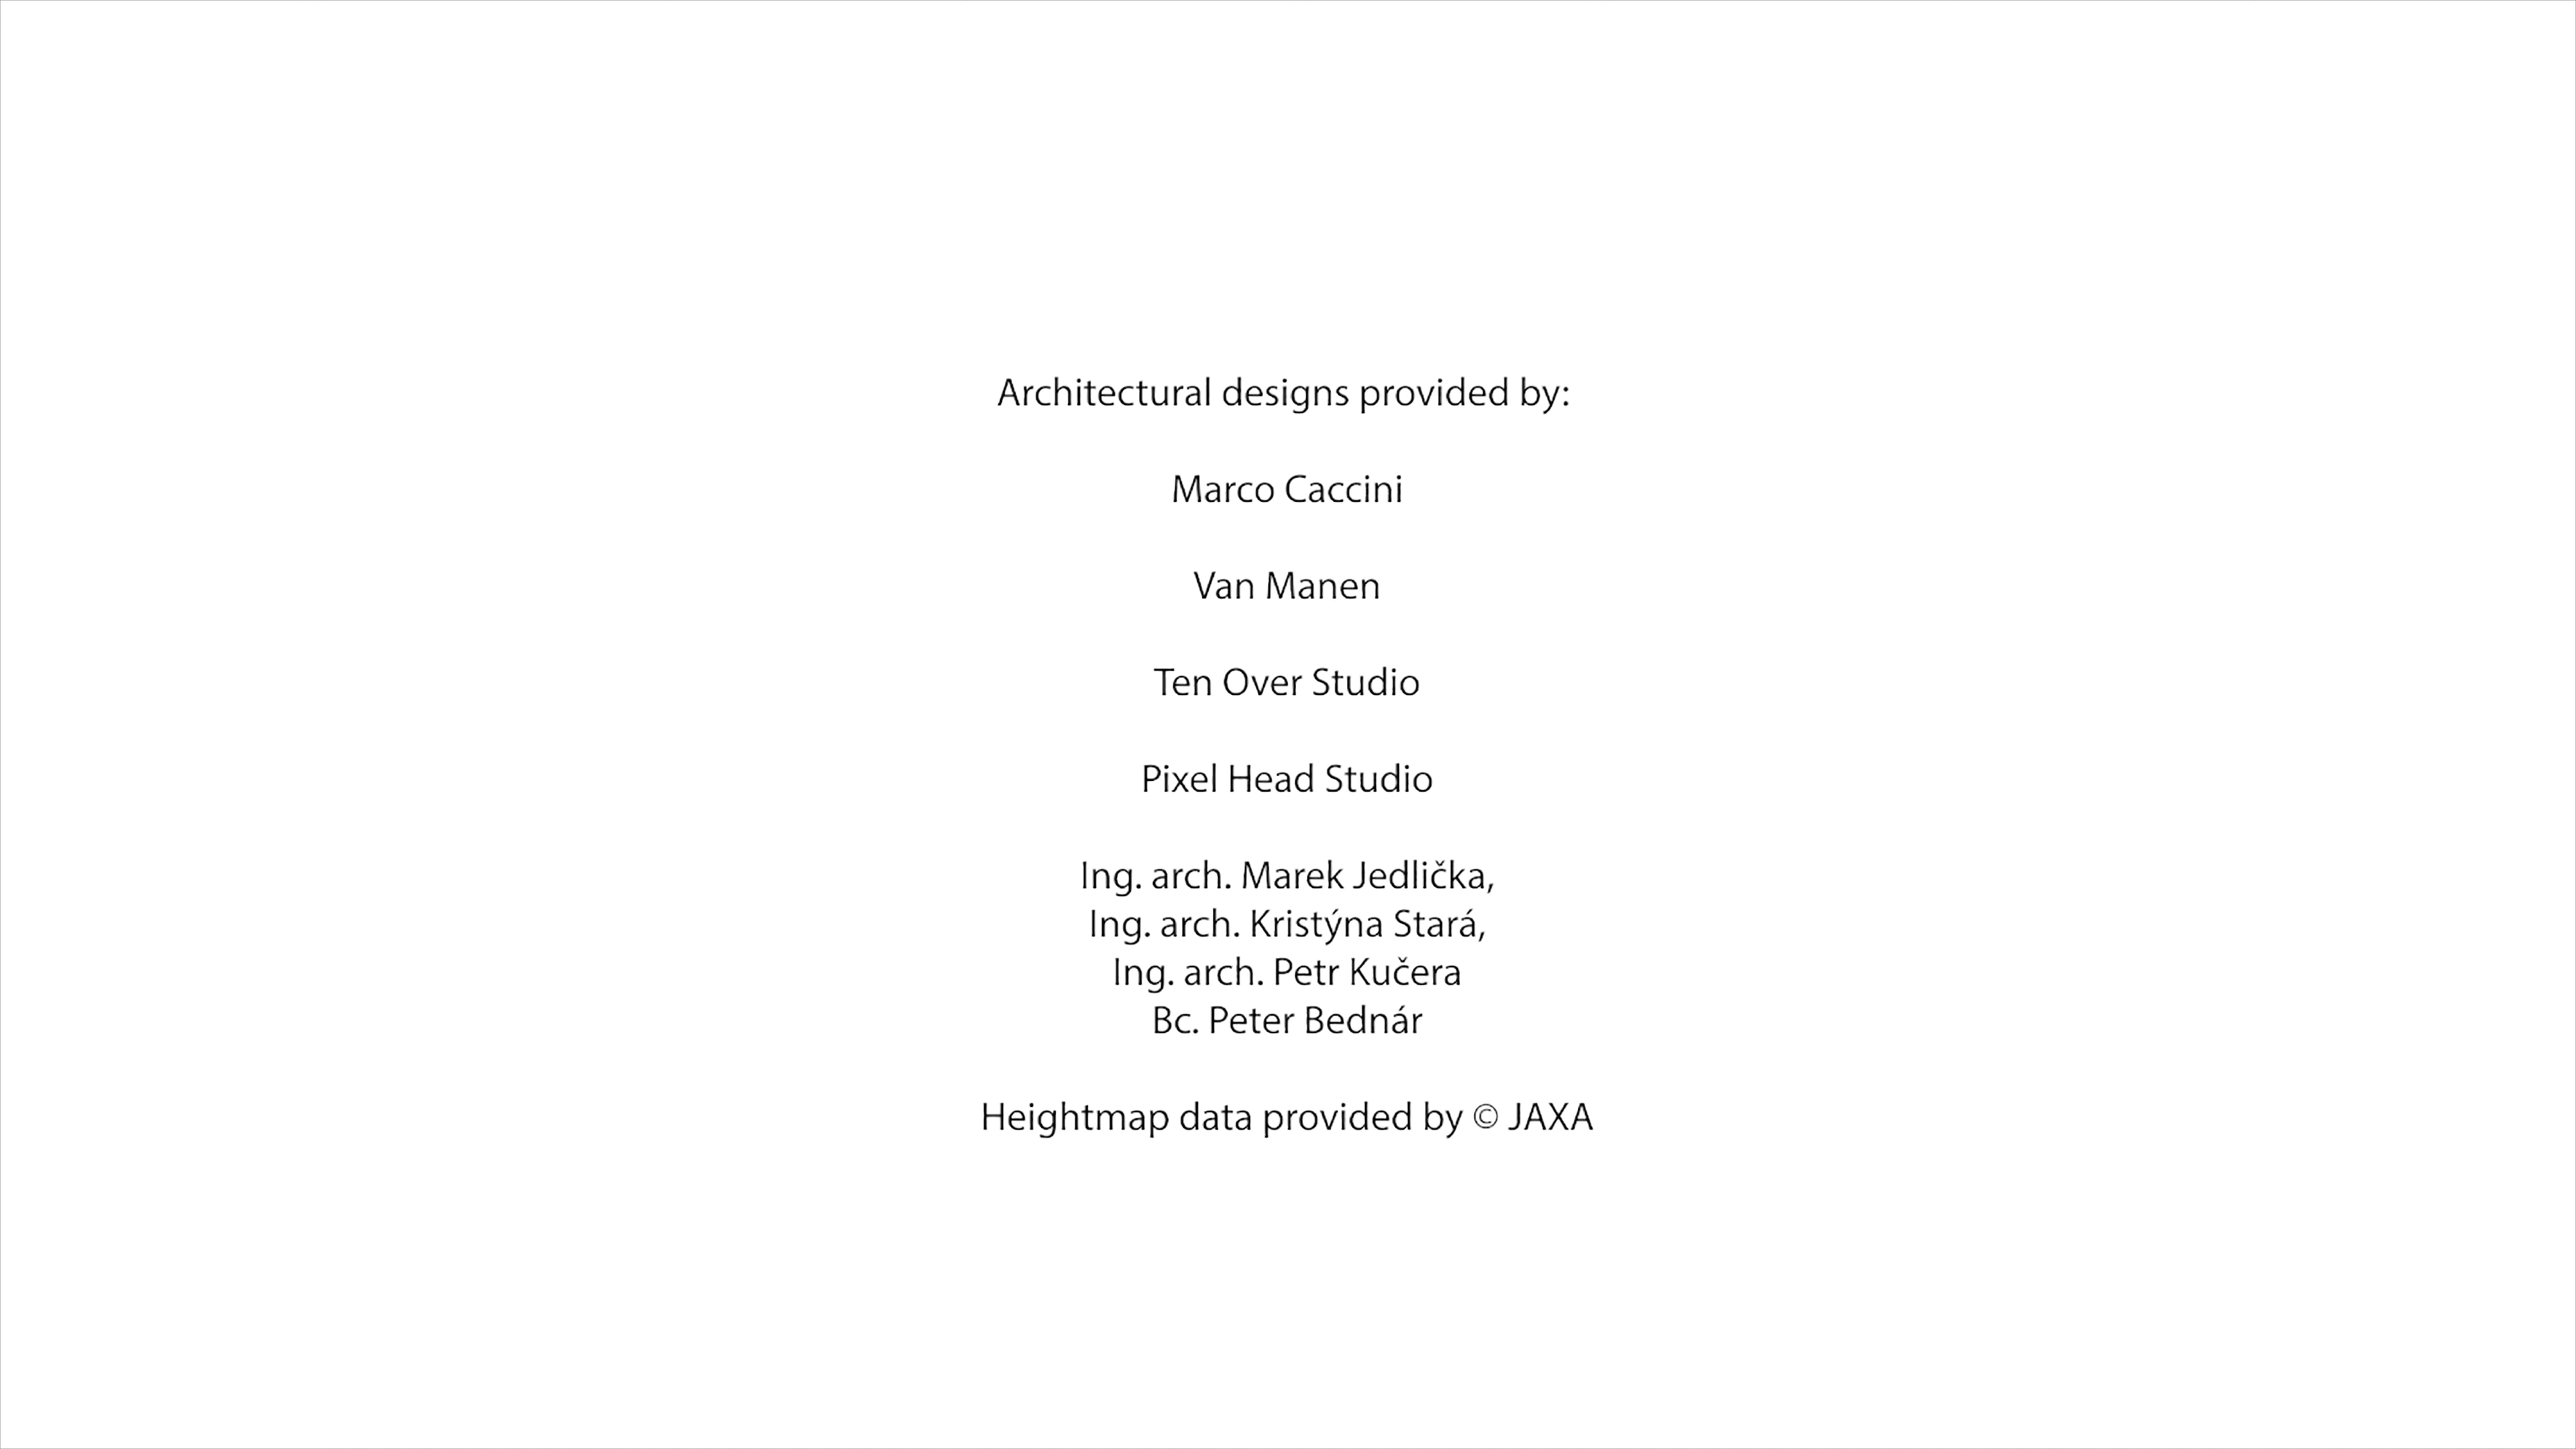 Architectural designs provided by:
Marco Caccini
Van Manen
Ten Over Studio
Pixel Head Studio
Ing. arch. Marek Jedlička,
Ing. arch. Kristýna Stará,
Ing. arch. Petr Kučera
Bc. Peter Bednár
Heightmap data provided by © JAXA